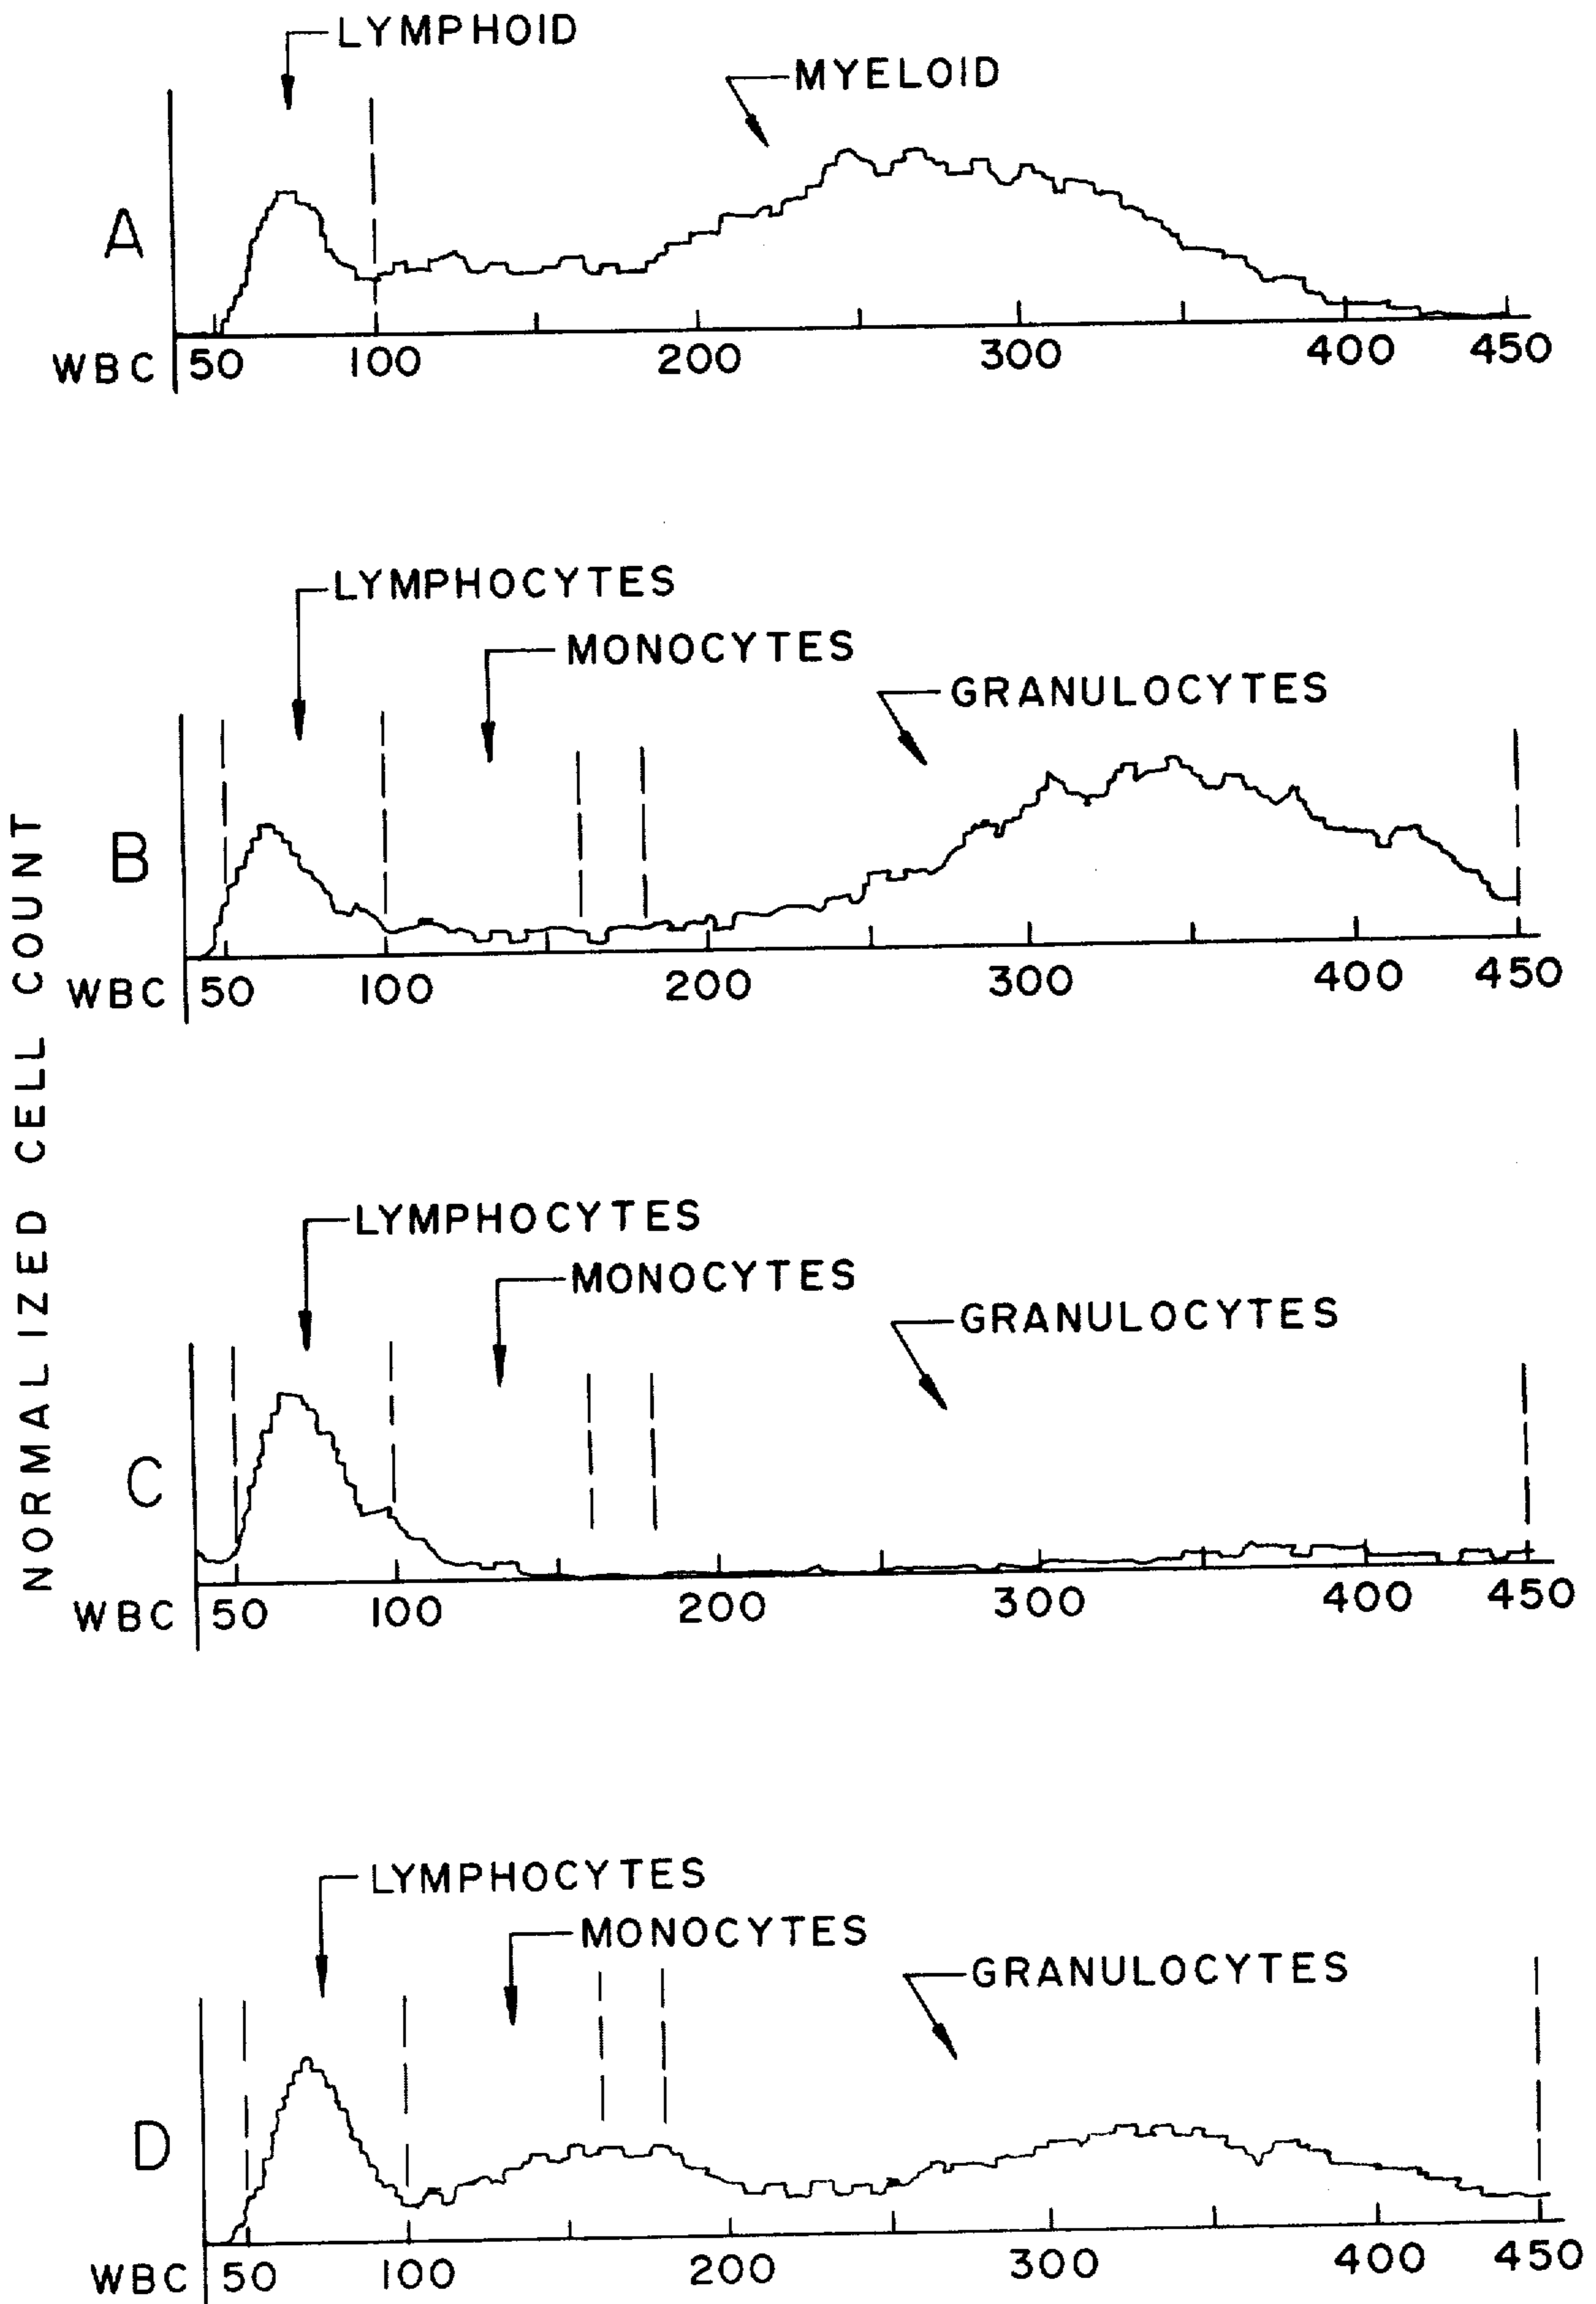 LYMPHOID
MYELOID
A
WBC 50 100 200 300 400 450
LYMPHOCYTES
MONOCYTES
GRANULOCYTES
B
WBC 50 100 200 300 400 450
NORMALIZED CELL COUNT
LYMPHOCYTES
MONOCYTES
GRANULOCYTES
C
WBC 50 100 200 300 400 450
LYMPHOCYTES
MONOCYTES
GRANULOCYTES
D
WBC 50 100 200 300 400 450